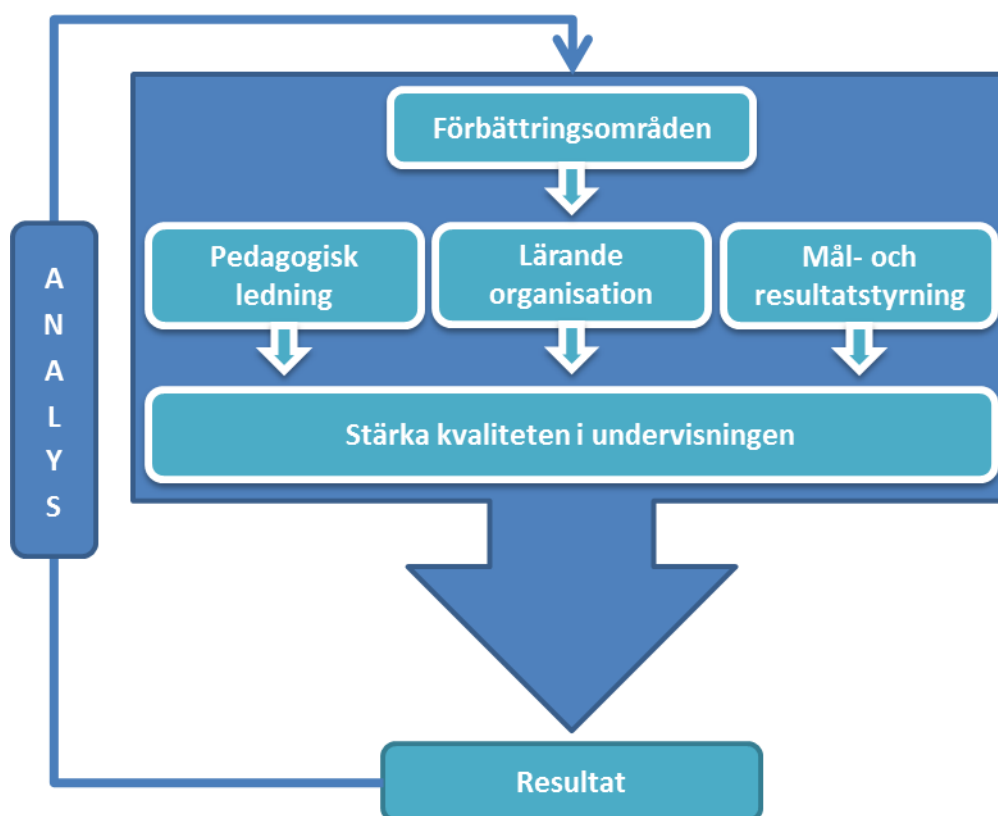 Förbättringsområden
Pedagogisk
ledning
Lärande
organisation
Mål- och
resultatstyrning
Stärka kvaliteten i undervisningen
A
N
A
L
Y
S
Resultat